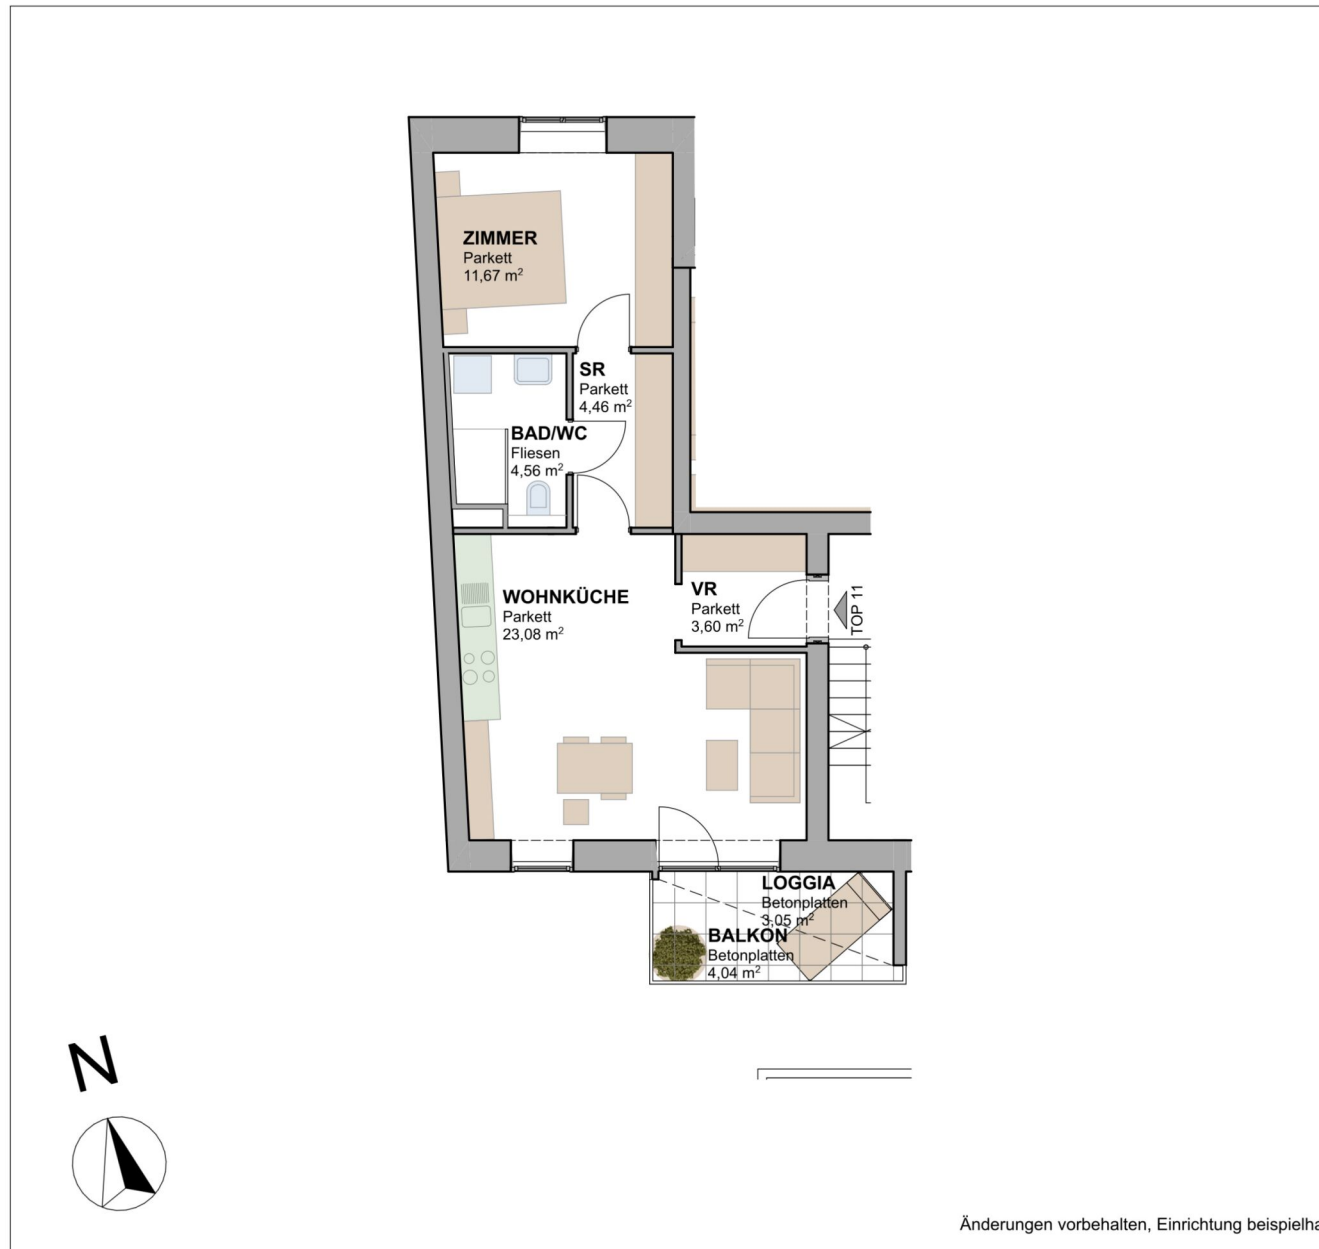 ZIMMER
Parkett
11,67 m²
SR
Parkett
4,46 m²
BAD/WC
Fliesen
4,56 m²
WOHNKÜCHE
Parkett
23,08 m²
VR
Parkett
3,60 m²
TOP 11
LOGGIA
Betonplatten
3,05 m²
BALKON
Betonplatten
4,04 m²
N
Änderungen vorbehalten, Einrichtung beispielha